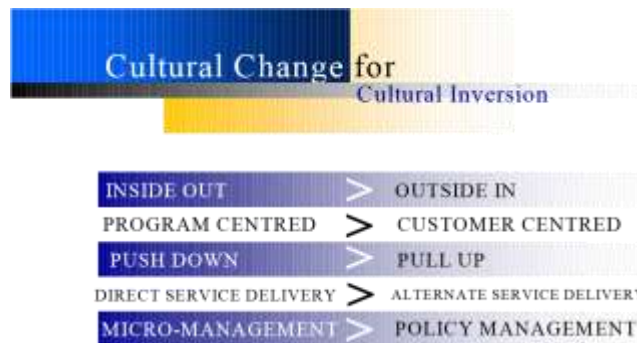 Cultural Change for
Cultural Inversion
INSIDE OUT > OUTSIDE IN
PROGRAM CENTRED > CUSTOMER CENTRED
PUSH DOWN > PULL UP
DIRECT SERVICE DELIVERY > ALTERNATE SERVICE DELIVERY
MICRO-MANAGEMENT > POLICY MANAGEMENT